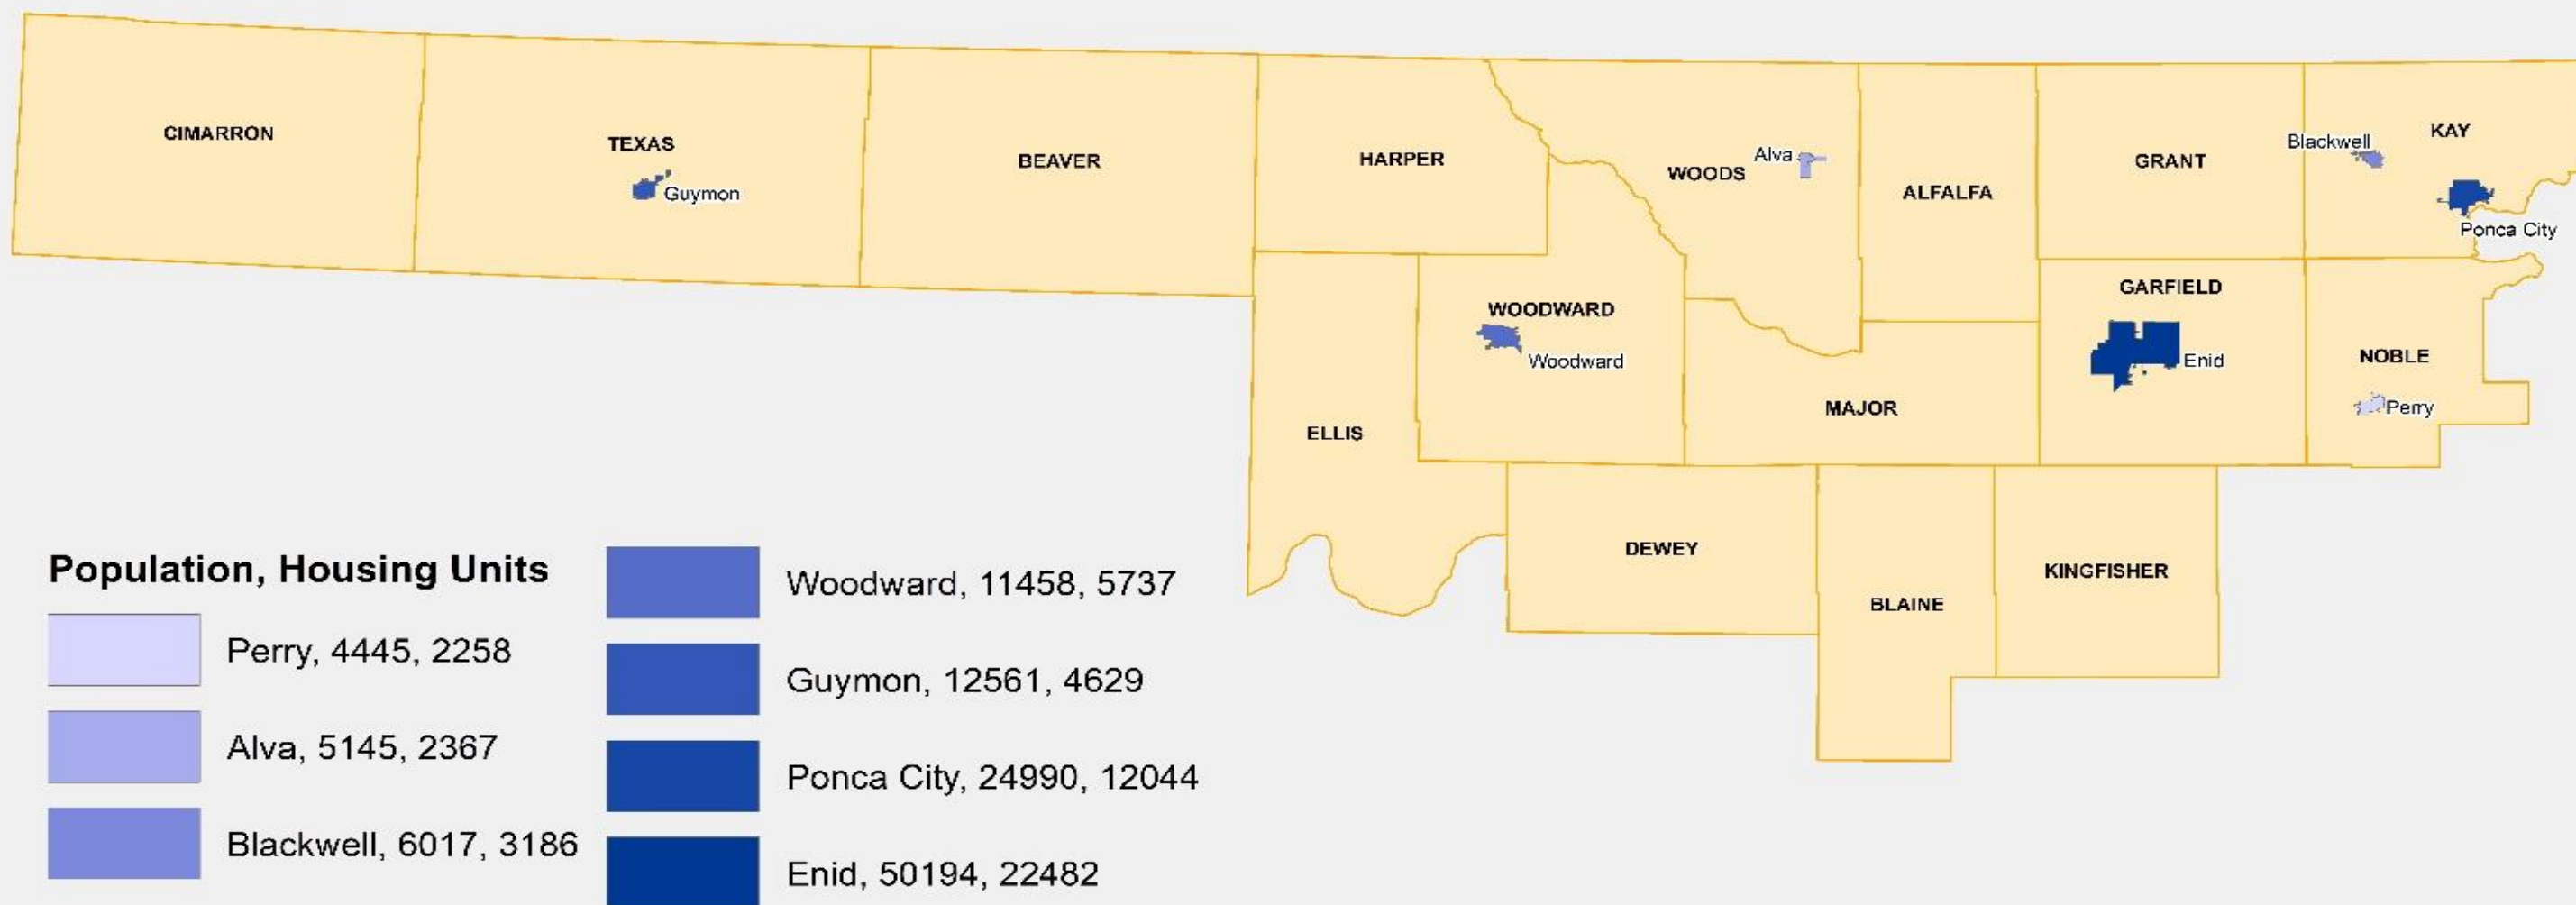 CIMARRON
TEXAS
Guymon
BEAVER
HARPER
WOODS
Alva
ALFALFA
GRANT
Blackwell
KAY
Ponca City
WOODWARD
Woodward
GARFIELD
Enid
NOBLE
Perry
MAJOR
ELLIS
DEWEY
BLAINE
KINGFISHER
Population, Housing Units
Perry, 4445, 2258
Alva, 5145, 2367
Blackwell, 6017, 3186
Woodward, 11458, 5737
Guymon, 12561, 4629
Ponca City, 24990, 12044
Enid, 50194, 22482